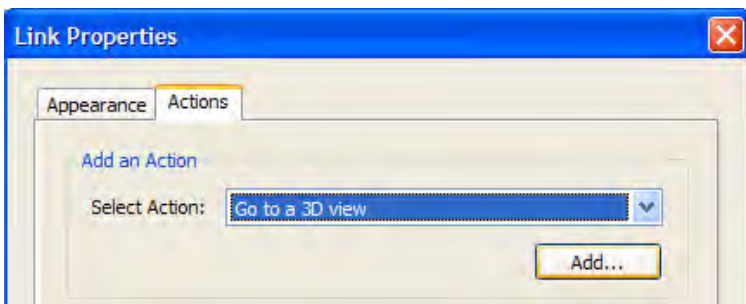 Link Properties
Appearance Actions
Add an Action
Select Action: Go to a 3D view
Add...